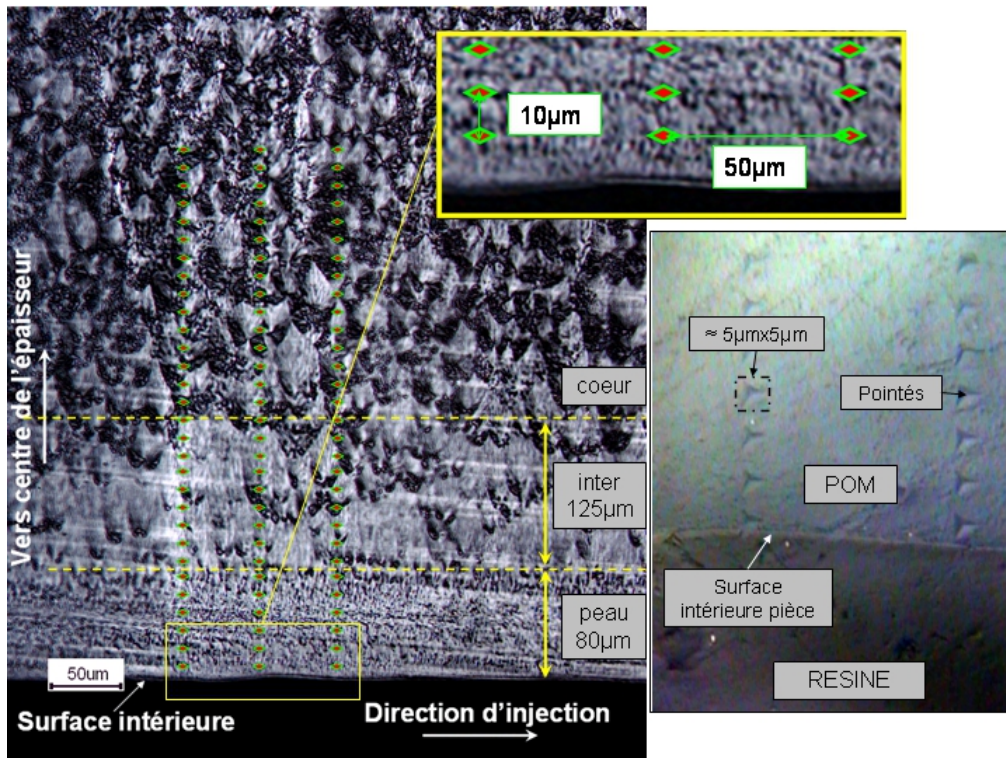 10µm
50µm
Vers centre de l'épaisseur
coeur
inter
125µm
peau
80µm
50um
Surface intérieure
Direction d'injection
≈ 5µmx5µm
Pointés
POM
Surface
intérieure pièce
RESINE